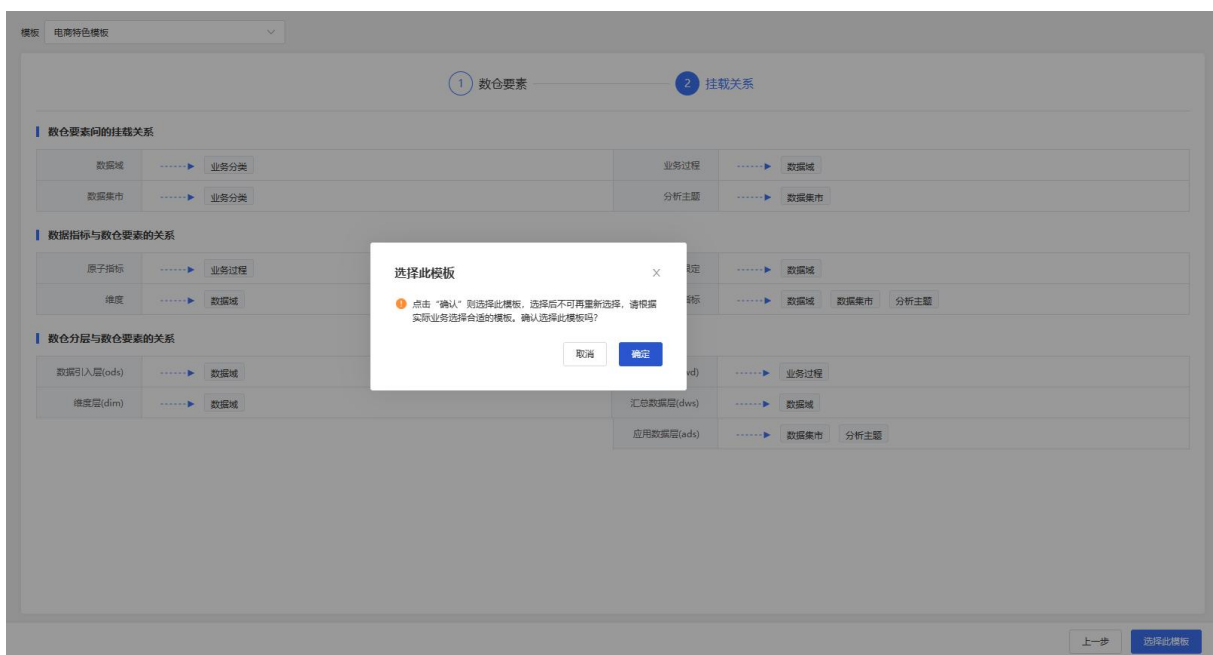 模板 电商特色模板
1 数仓要素 2 挂载关系
数仓要素间的挂载关系
数据域 业务分类 业务过程 数据域
数据集市 业务分类 分析主题 数据集市
数据指标与数仓要素的关系
原子指标 业务过程 限定 数据域
维度 数据域 指标 数据域 数据集市 分析主题
选择此模板
点击“确认”则选择此模板，选择后不可再重新选择，请根据
实际业务选择合适的模板。确认选择此模板吗？
取消 确定
数仓分层与数仓要素的关系
数据引入层(ods) 数据域 wd) 业务过程
维度层(dim) 数据域 汇总数据层(dws) 数据域
应用数据层(ads) 数据集市 分析主题
上一步 选择此模板